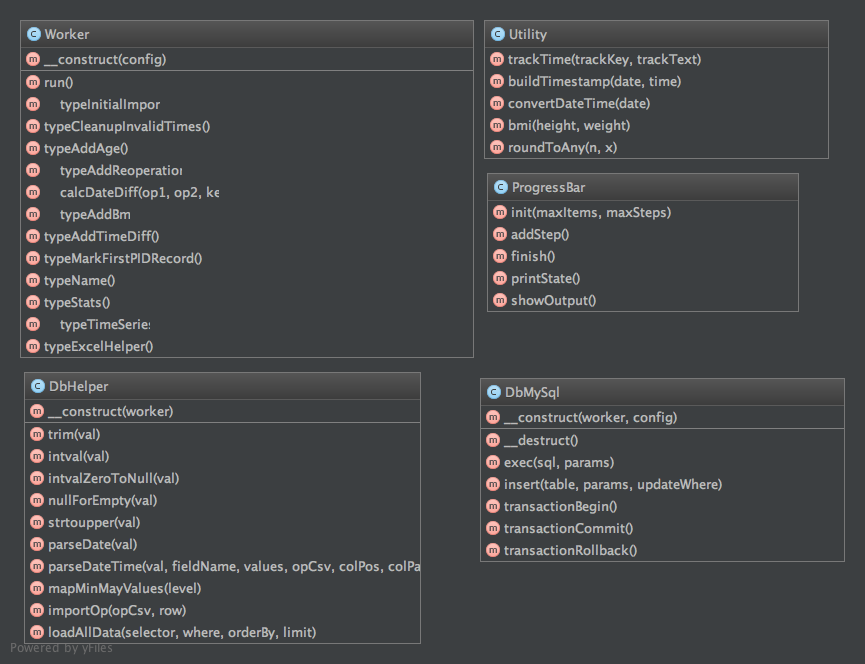 Worker
__construct(config)
run()
typeInitialImpor
typeCleanupInvalidTimes()
typeAddAge()
typeAddReoperation
calcDateDiff(op1, op2, ke
typeAddBm
typeAddTimeDiff()
typeMarkFirstPIDRecord()
typeName()
typeStats()
typeTimeSerie
typeExcelHelper()
Utility
trackTime(trackKey, trackText)
buildTimestamp(date, time)
convertDateTime(date)
bmi(height, weight)
roundToAny(n, x)
ProgressBar
init(maxItems, maxSteps)
addStep()
finish()
printState()
showOutput()
DbHelper
__construct(worker)
trim(val)
intval(val)
intvalZeroToNull(val)
nullForEmpty(val)
strtoupper(val)
parseDate(val)
parseDateTime(val, fieldName, values, opCsv, colPos, colPa
mapMinMayValues(level)
importOp(opCsv, row)
loadAllData(selector, where, orderBy, limit)
DbMySql
__construct(worker, config)
__destruct()
exec(sql, params)
insert(table, params, updateWhere)
transactionBegin()
transactionCommit()
transactionRollback()
Powered by yFiles